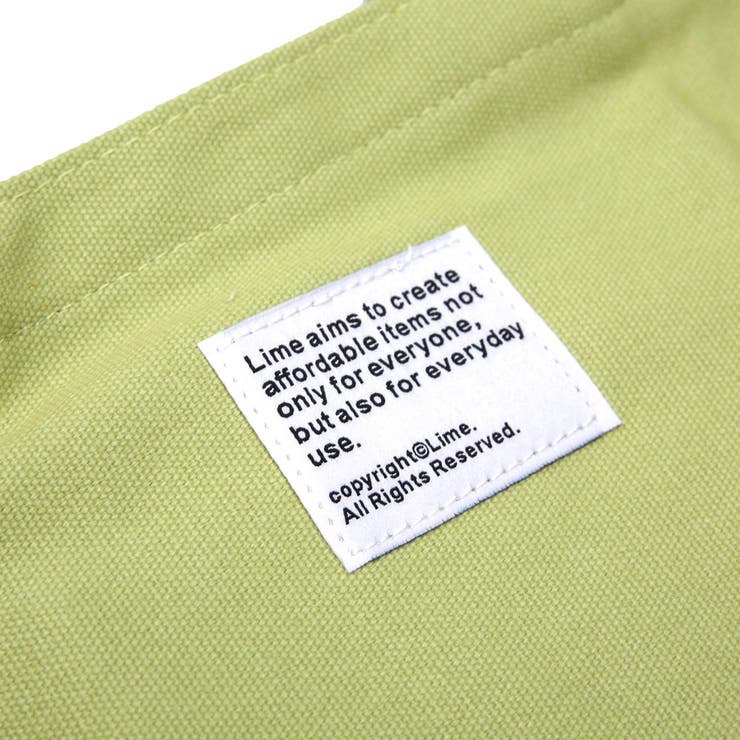 Lime aims to create
affordable items not
only for everyone,
but also for everyday
use.
copyright©Lime.
All Rights Reserved.